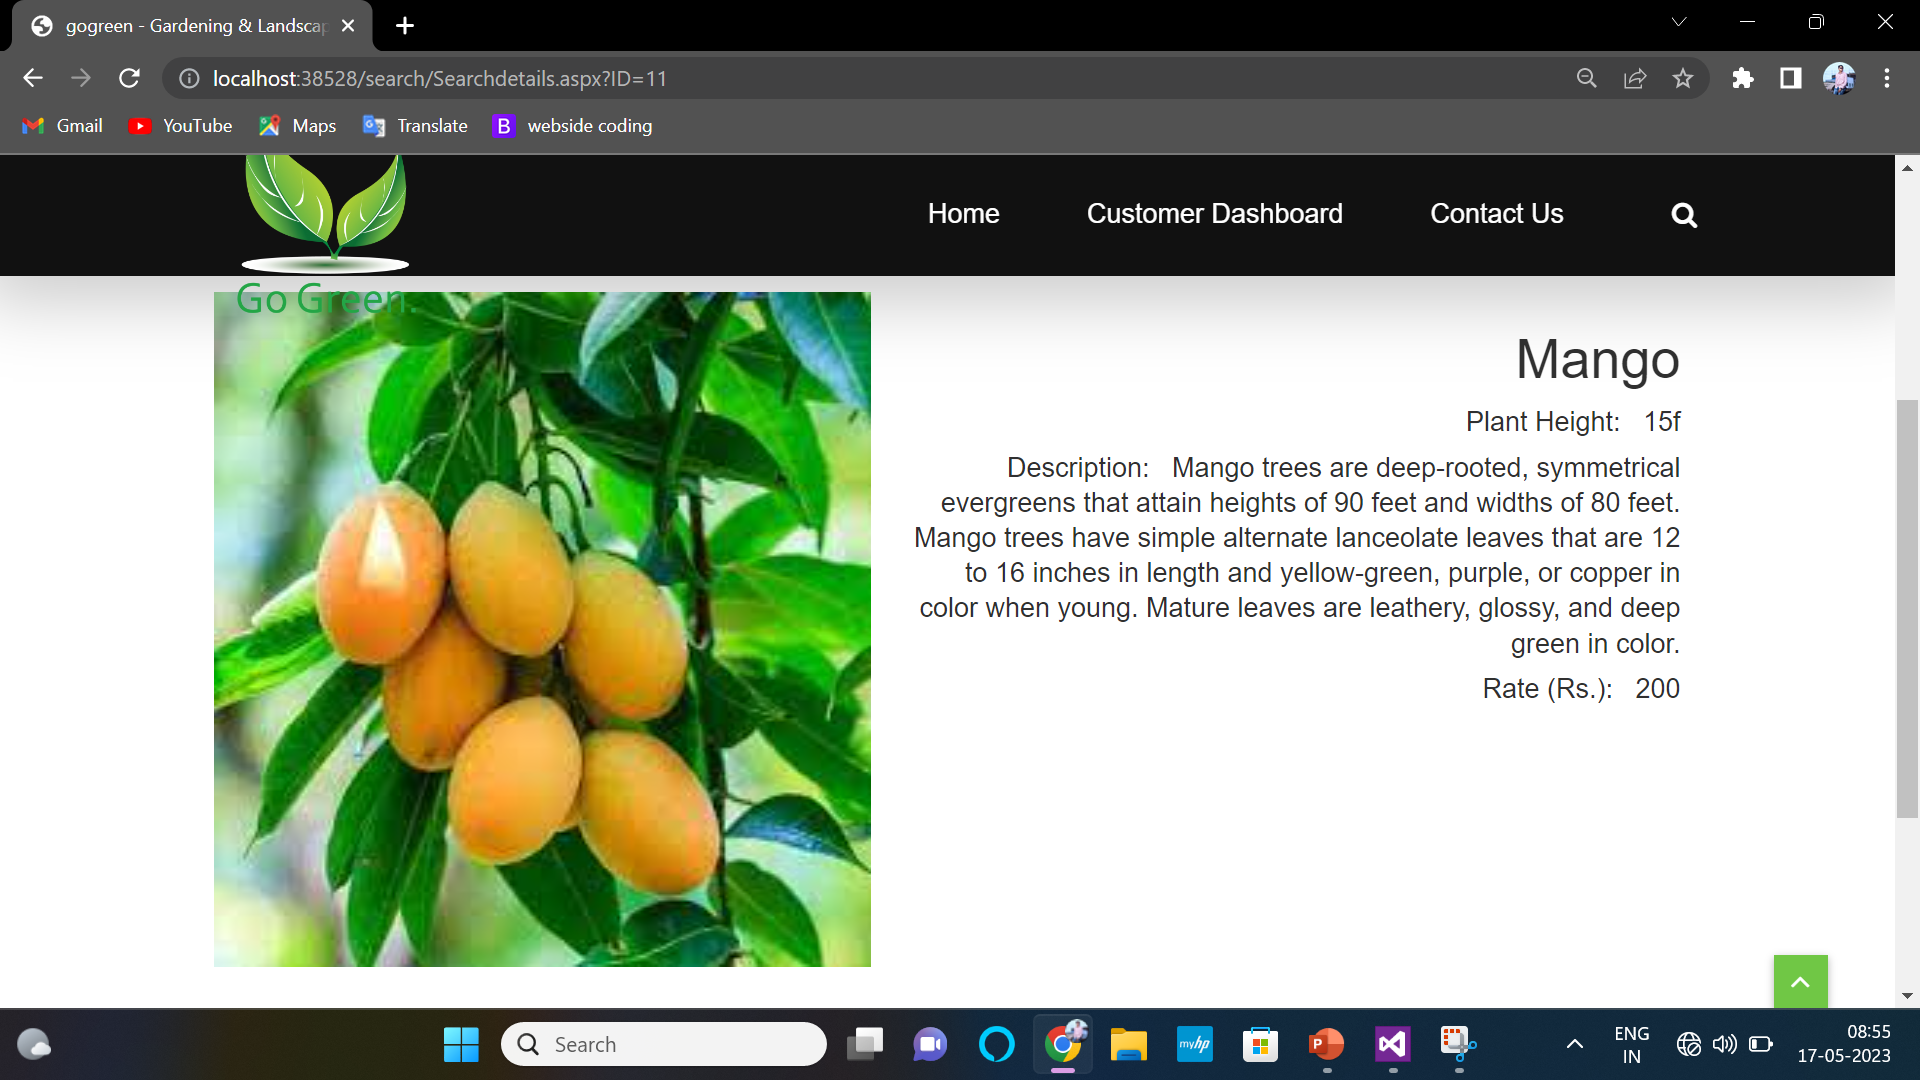 gogreen - Gardening & Landscap
localhost:38528/search/Searchdetails.aspx?ID=11
Gmail YouTube Maps Translate B webside coding
Home Customer Dashboard Contact Us
Go Green.
Mango
Plant Height: 15f
Description: Mango trees are deep-rooted, symmetrical
evergreens that attain heights of 90 feet and widths of 80 feet.
Mango trees have simple alternate lanceolate leaves that are 12
to 16 inches in length and yellow-green, purple, or copper in
color when young. Mature leaves are leathery, glossy, and deep
green in color.
Rate (Rs.): 200
Search
myhp
P
ENG
IN
08:55
17-05-2023